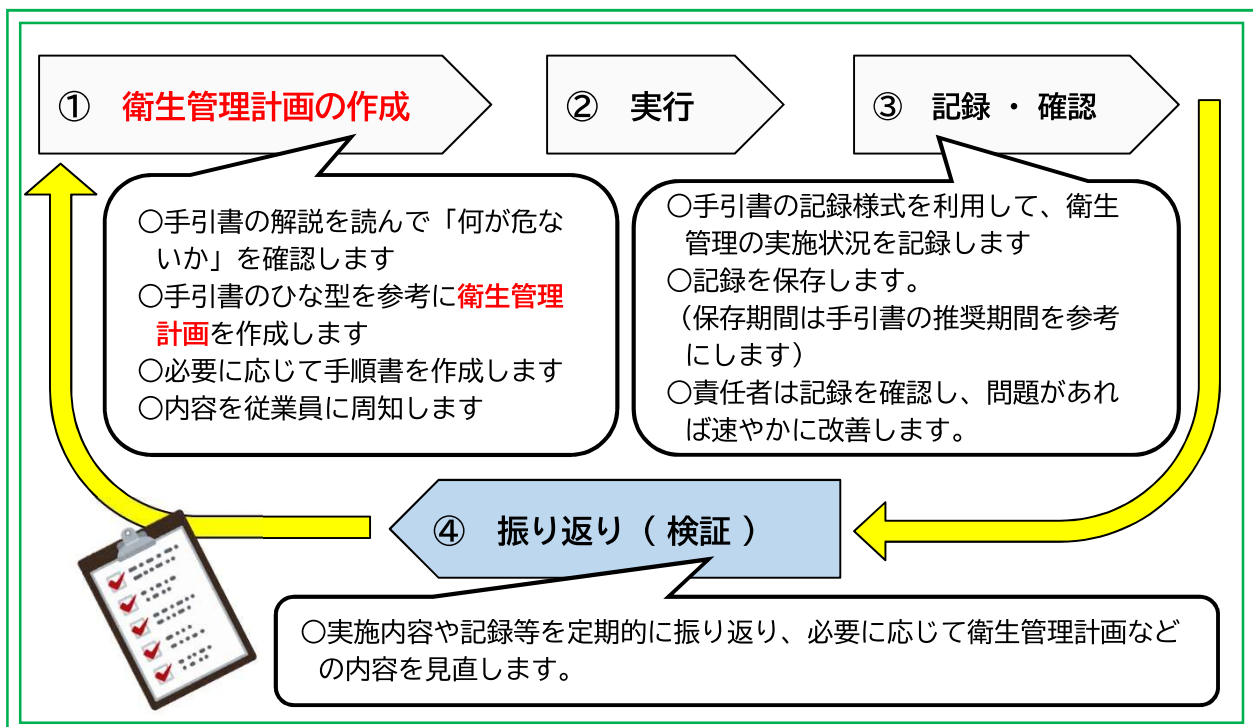 ① 衛生管理計画の作成
② 実行
③ 記録 ・ 確認
〇手引書の解説を読んで「何が危な
いか」を確認します
〇手引書のひな型を参考に衛生管理
計画を作成します
〇必要に応じて手順書を作成します
〇内容を従業員に周知します
〇手引書の記録様式を利用して、衛生
管理の実施状況を記録します
〇記録を保存します。
（保存期間は手引書の推奨期間を参考
にします）
〇責任者は記録を確認し、問題があれ
ば速やかに改善します。
④ 振り返り（ 検証 ）
〇実施内容や記録等を定期的に振り返り、必要に応じて衛生管理計画など
の内容を見直します。